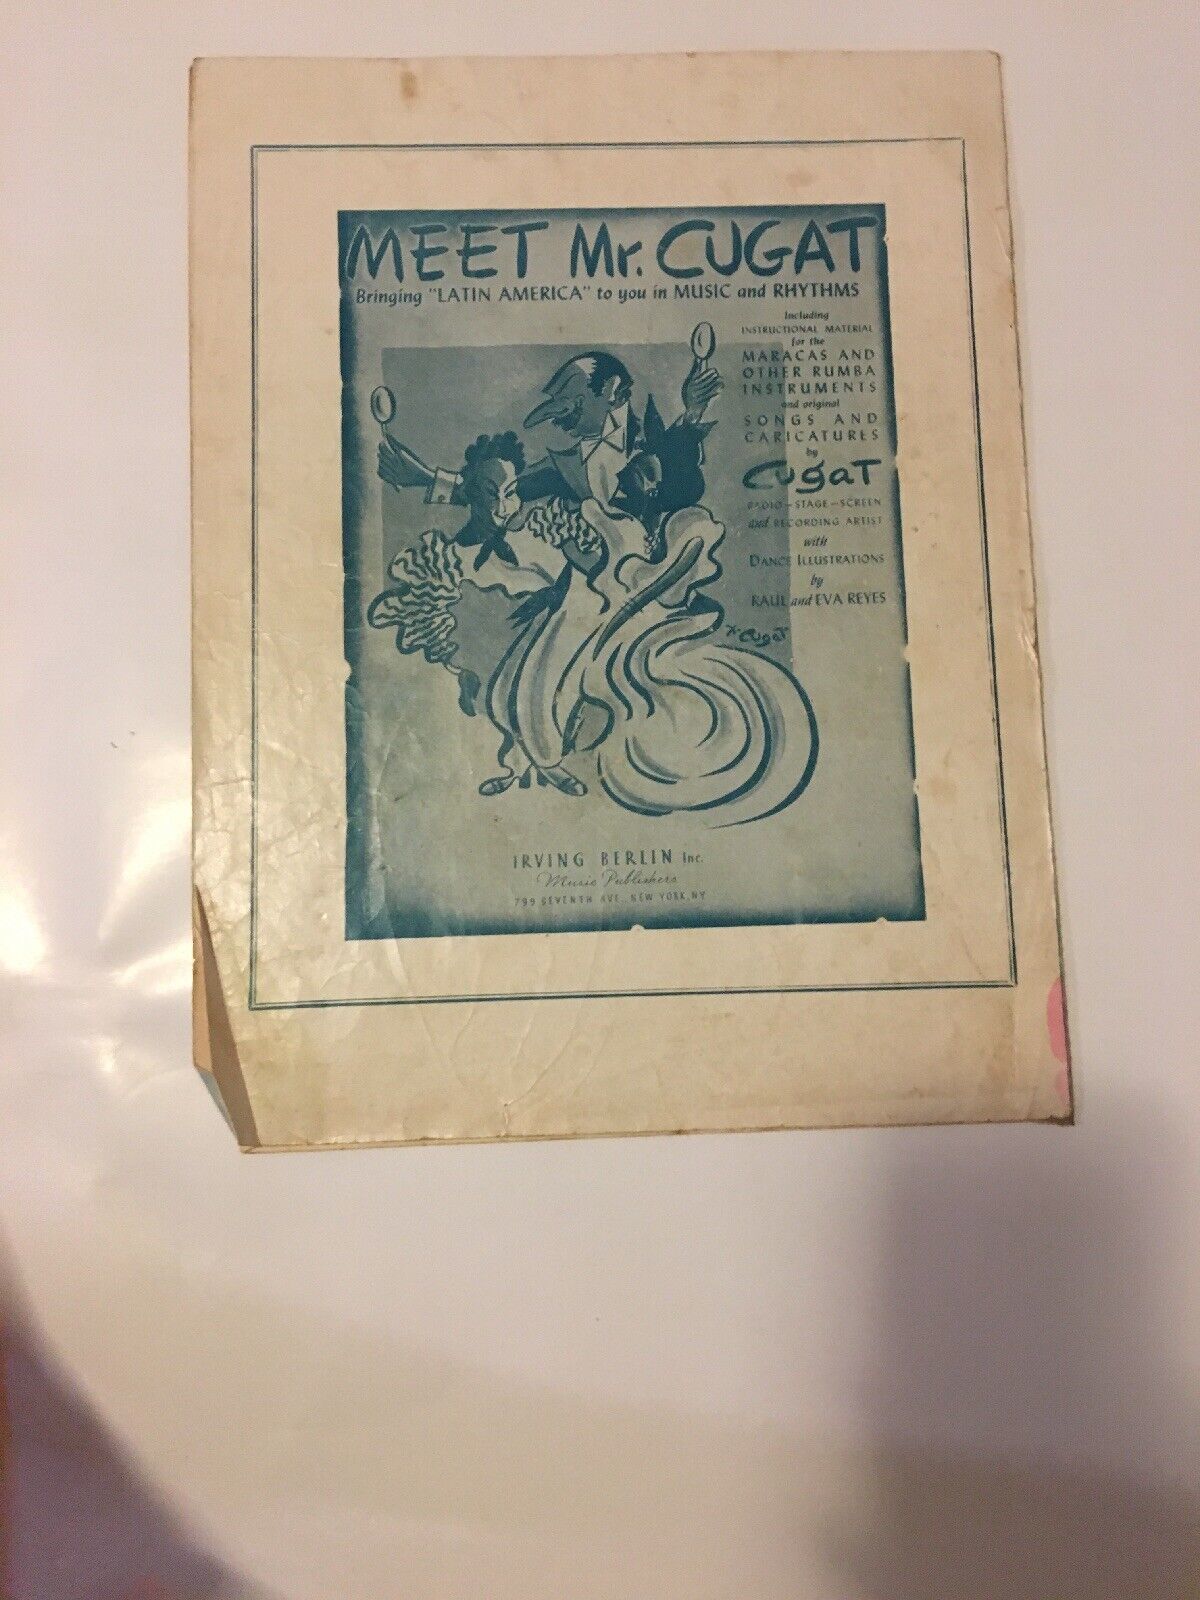 MEET Mr. CUGAT
Bringing "LATIN AMERICA" to you in MUSIC and RHYTHMS
Including
INSTRUCTIONAL MATERIAL
for the
MARACAS AND
OTHER RUMBA
INSTRUMENTS
and original
SONGS AND
CARICATURES
by
CugaT
RADIO-STAGE-SCREEN
and RECORDING ARTIST
with
DANCE ILLUSTRATIONS
by
RAUL and EVA REYES
X. CugaT
IRVING BERLIN Inc.
Music Publishers
799 SEVENTH AVE., NEW YORK, NY